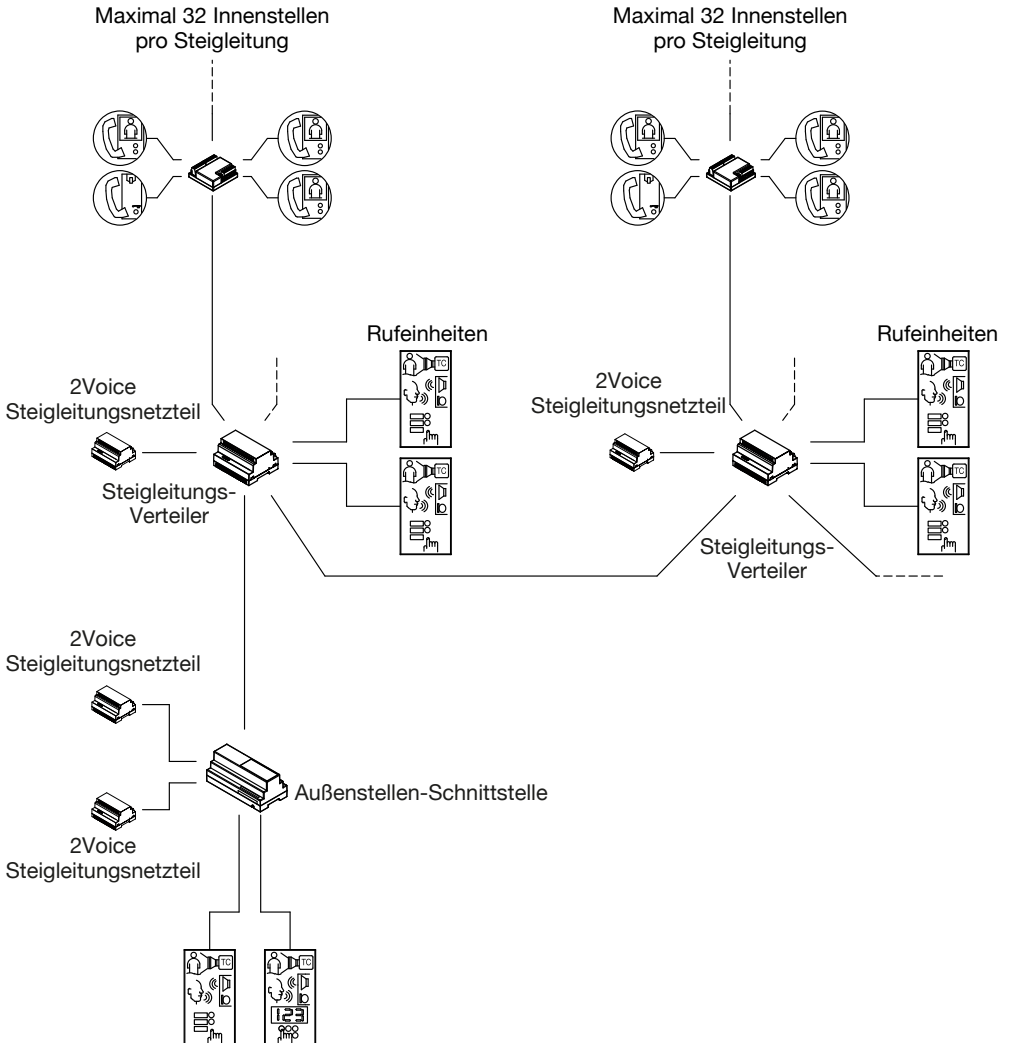 Maximal 32 Innenstellen
pro Steigleitung
Maximal 32 Innenstellen
pro Steigleitung
Rufeinheiten
TC
TC
2Voice
Steigleitungsnetzteil
Steigleitungs-
Verteiler
Rufeinheiten
TC
TC
2Voice
Steigleitungsnetzteil
Steigleitungs-
Verteiler
2Voice
Steigleitungsnetzteil
Außenstellen-Schnittstelle
2Voice
Steigleitungsnetzteil
TC
TC
123